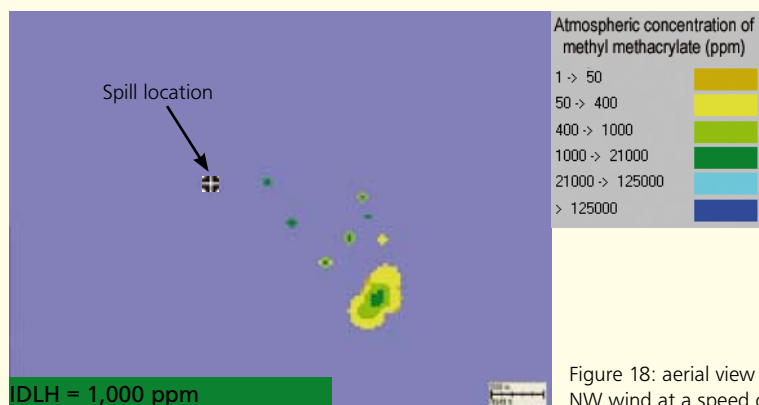 Atmospheric concentration of
methyl methacrylate (ppm)
1 -> 50
50 -> 400
400 -> 1000
1000 -> 21000
21000 -> 125000
> 125000
Spill location
IDLH = 1,000 ppm
Figure 18: aerial view
NW wind at a speed